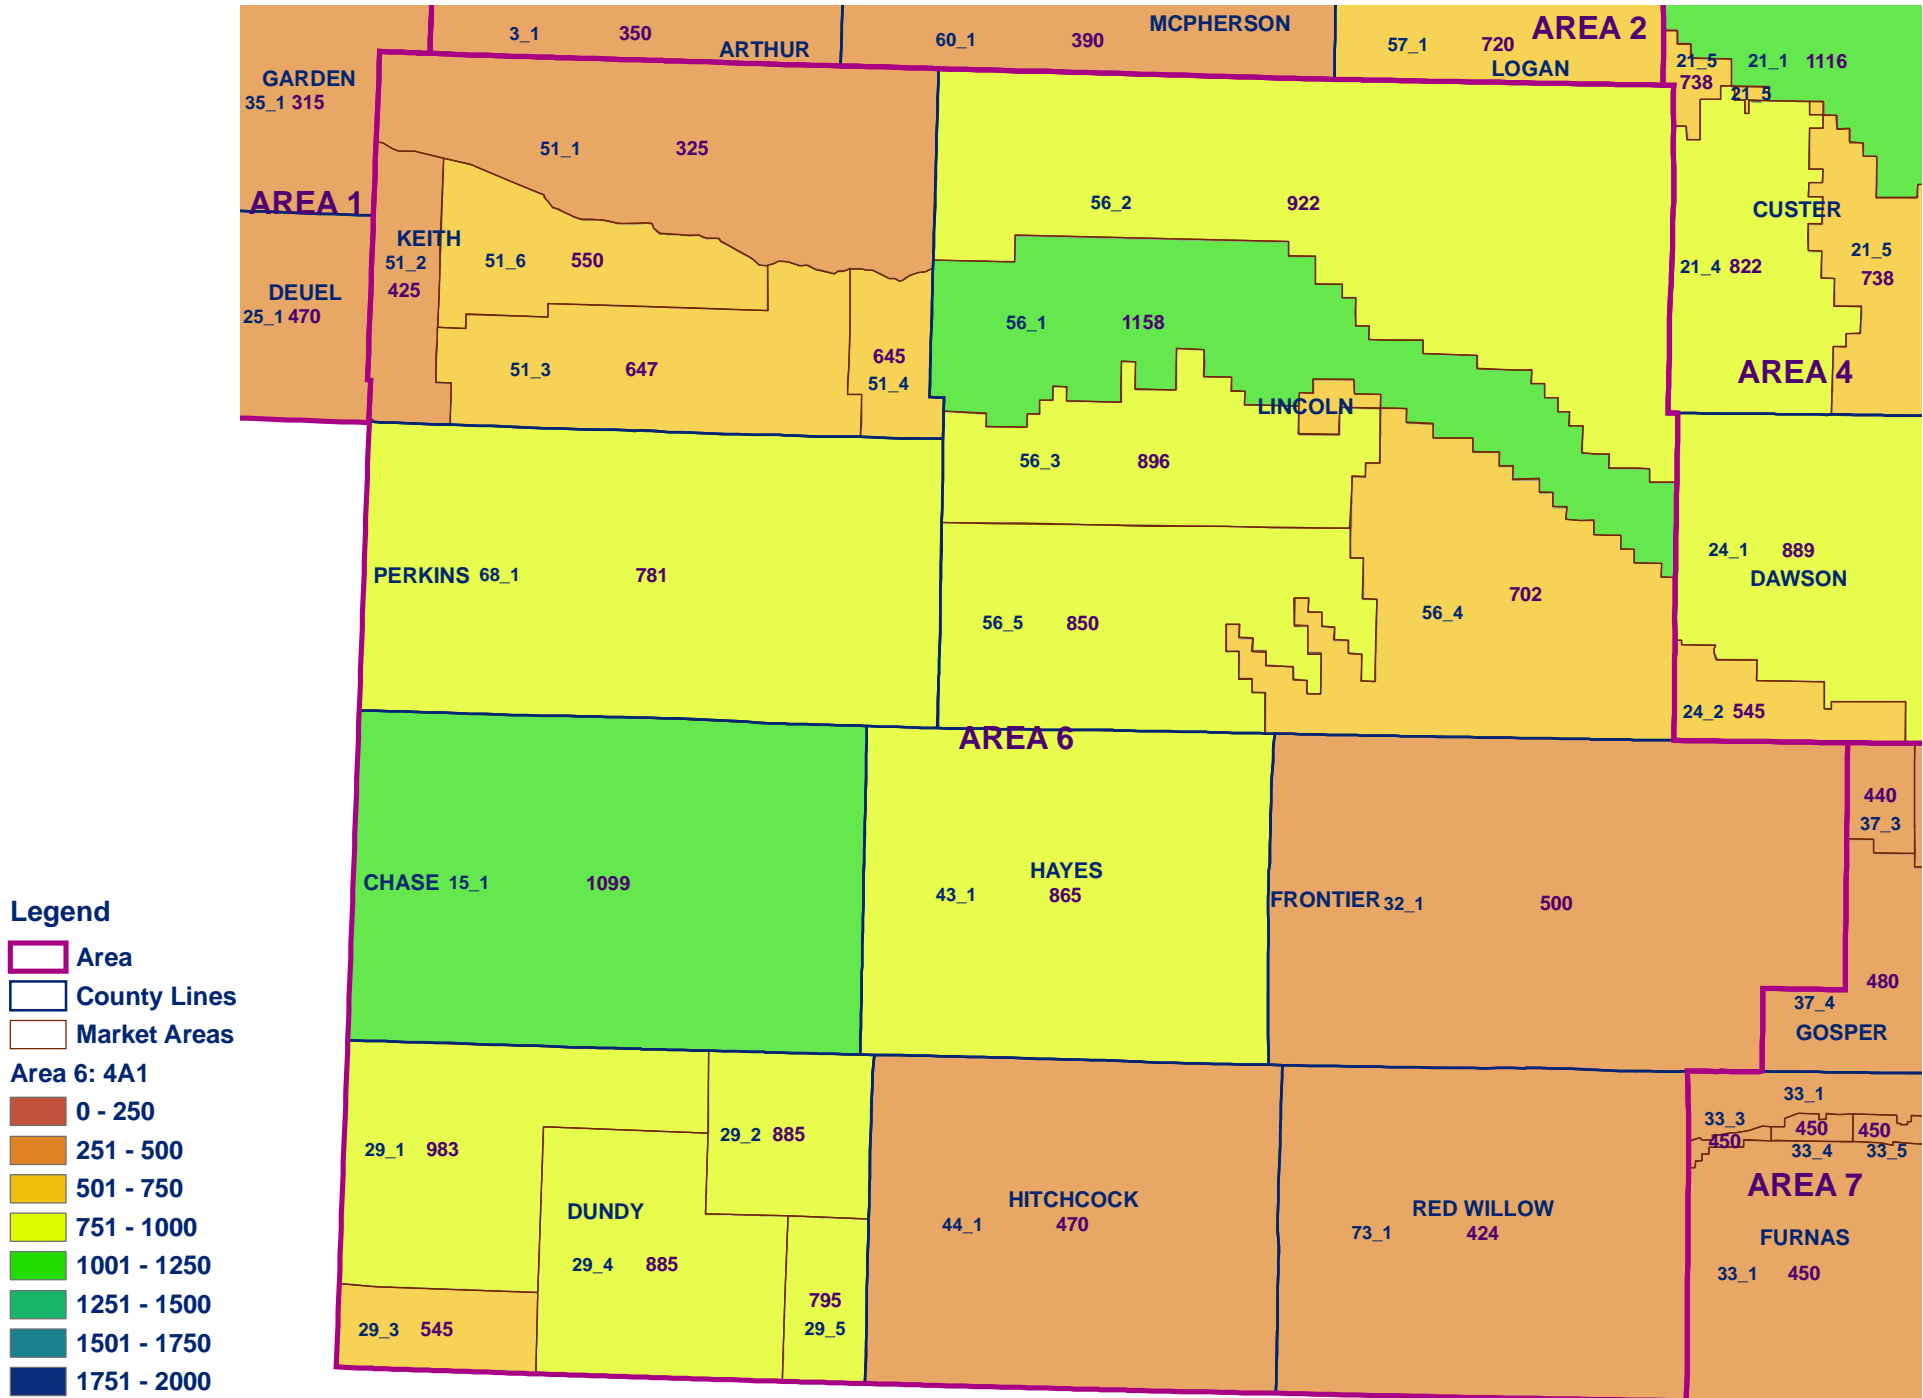 3_1 350 ARTHUR
60_1 390 MCPHERSON
57_1 720 AREA 2
LOGAN
21_5 21_1 1116
738 21_5
GARDEN
35_1 315
51_1 325
AREA 1
56_2 922
CUSTER
KEITH
51_2 51_6 550
425
21_4 822
21_5
738
DEUEL
25_1 470
56_1 1158
51_3 647
645
51_4
AREA 4
LINCOLN
56_3 896
PERKINS 68_1 781
24_1 889
DAWSON
56_5 850
56_4 702
24_2 545
AREA 6
440
37_3
CHASE 15_1 1099
HAYES
43_1 865
FRONTIER 32_1 500
480
37_4
GOSPER
33_1
33_3 450 450
450 33_4 33_5
29_1 983
29_2 885
AREA 7
DUNDY
29_4 885
HITCHCOCK
44_1 470
RED WILLOW
73_1 424
FURNAS
33_1 450
795
29_5
29_3 545
Legend
Area
County Lines
Market Areas
Area 6: 4A1
0 - 250
251 - 500
501 - 750
751 - 1000
1001 - 1250
1251 - 1500
1501 - 1750
1751 - 2000